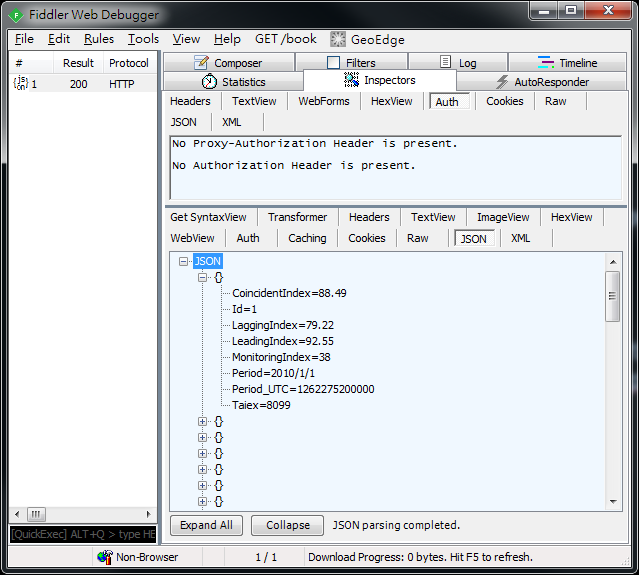 Fiddler Web Debugger
File Edit Rules Tools View Help GET /book GeoEdge
# Result Protocol
1 200 HTTP
Composer Filters Log Timeline
Statistics Inspectors AutoResponder
Headers TextView WebForms HexView Auth Cookies Raw
JSON XML
No Proxy-Authorization Header is present.
No Authorization Header is present.
Get SyntaxView Transformer Headers TextView ImageView HexView
WebView Auth Caching Cookies Raw JSON XML
JSON
{}
CoincidentIndex=88.49
Id=1
LaggingIndex=79.22
LeadingIndex=92.55
MonitoringIndex=38
Period=2010/1/1
Period_UTC=1262275200000
Taiex=8099
{}
{}
{}
{}
{}
{}
Expand All Collapse JSON parsing completed.
[QuickExec] ALT+Q > type HE
Non-Browser 1 / 1 Download Progress: 0 bytes. Hit F5 to refresh.